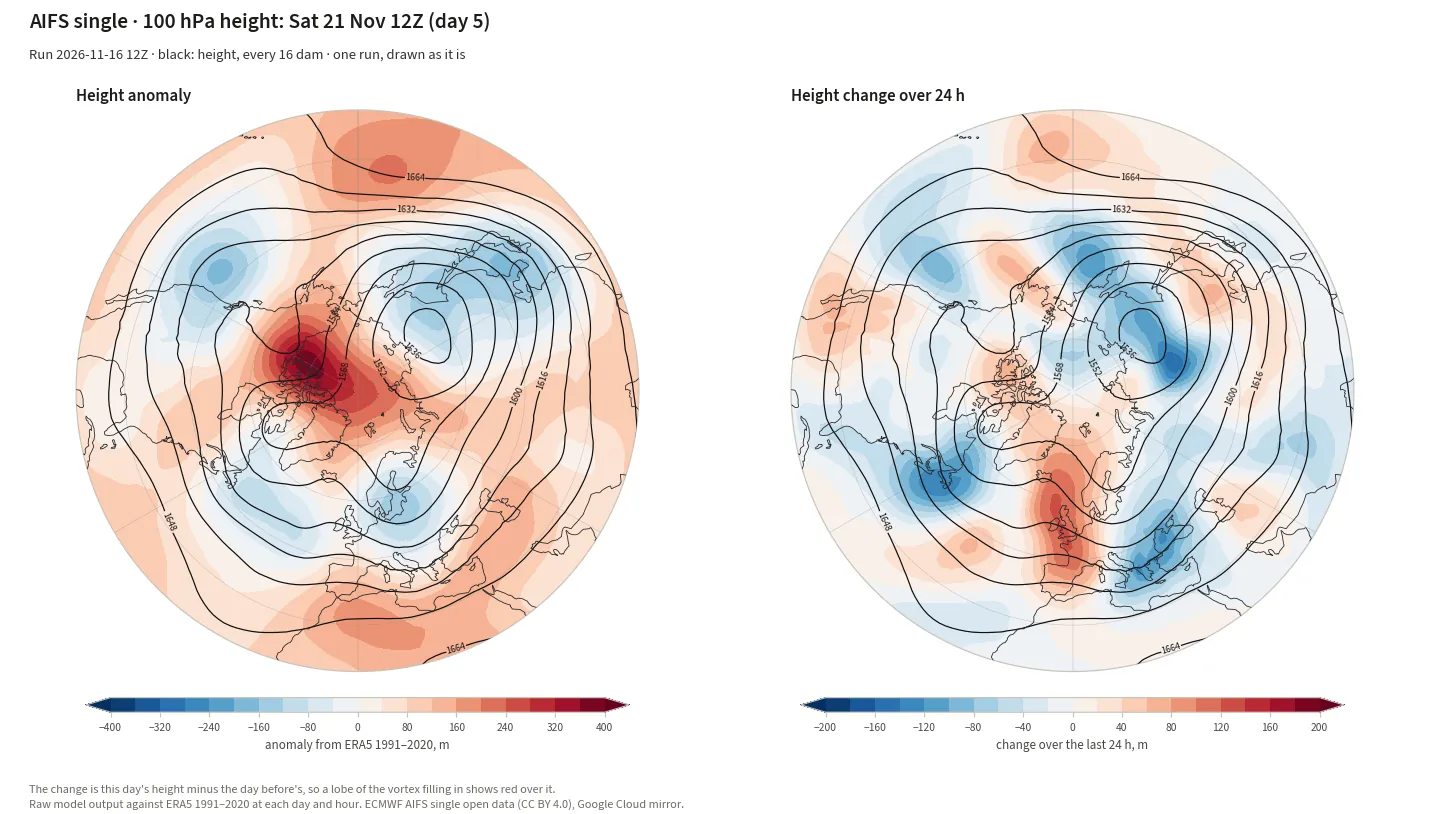 AIFS single · 100 hPa height: Sat 21 Nov 12Z (day 5)
Run 2026-11-16 12Z · black: height, every 16 dam · one run, drawn as it is
Height anomaly
Height change over 24 h
1664
1632
1568
1552
1536
1600
1616
1648
1664
1664
1632
1568
1552
1536
1600
1616
1648
1664
−400 −320 −240 −160 −80 0 80 160 240 320 400
anomaly from ERA5 1991–2020, m
−200 −160 −120 −80 −40 0 40 80 120 160 200
change over the last 24 h, m
The change is this day's height minus the day before's, so a lobe of the vortex filling in shows red over it.
Raw model output against ERA5 1991–2020 at each day and hour. ECMWF AIFS single open data (CC BY 4.0), Google Cloud mirror.